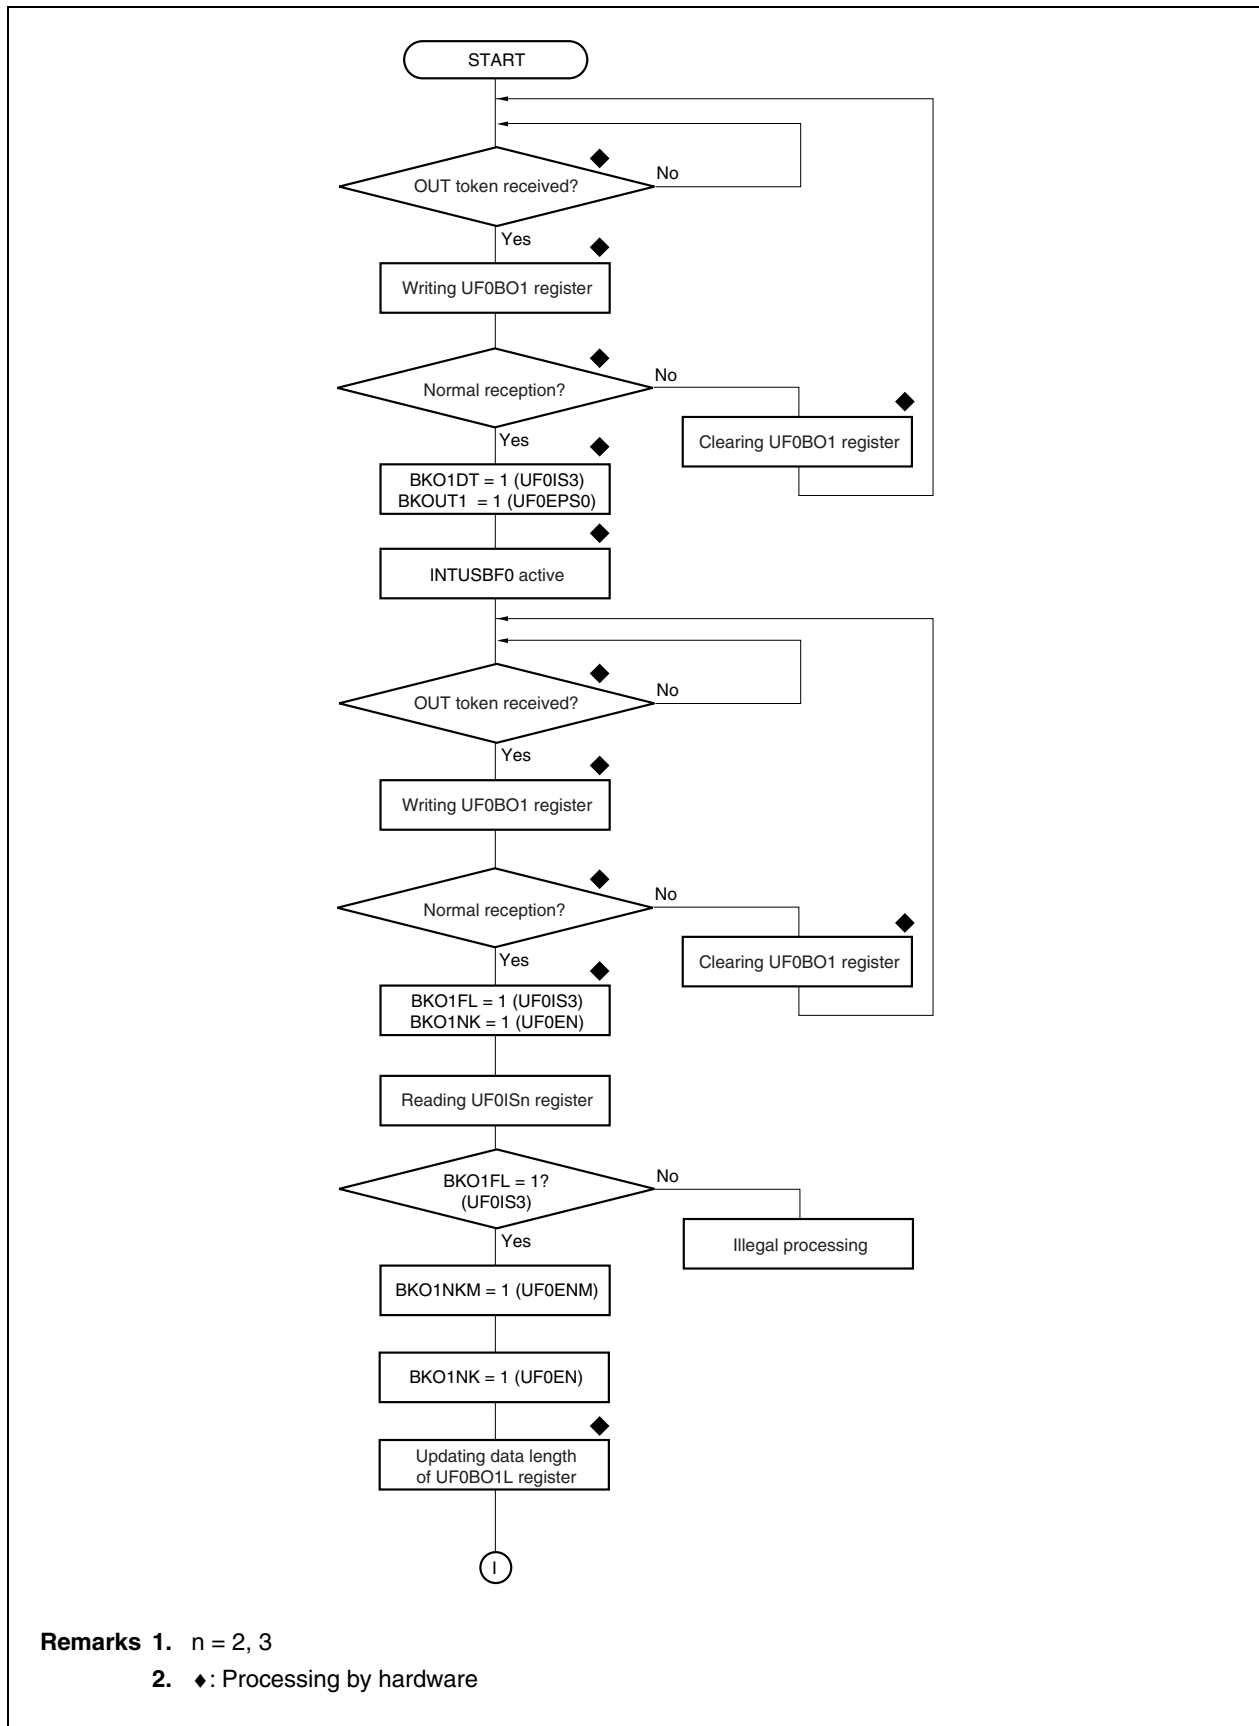 START
OUT token received?
No
Yes
Writing UF0BO1 register
Normal reception?
No
Yes
Clearing UF0BO1 register
BKO1DT = 1 (UF0IS3)
BKOUT1 = 1 (UF0EPS0)
INTUSBF0 active
OUT token received?
No
Yes
Writing UF0BO1 register
Normal reception?
No
Yes
Clearing UF0BO1 register
BKO1FL = 1 (UF0IS3)
BKO1NK = 1 (UF0EN)
Reading UF0ISn register
BKO1FL = 1?
(UF0IS3)
No
Yes
Illegal processing
BKO1NKM = 1 (UF0ENM)
BKO1NK = 1 (UF0EN)
Updating data length
of UF0BO1L register
I
Remarks 1. n = 2, 3
2. ♦: Processing by hardware